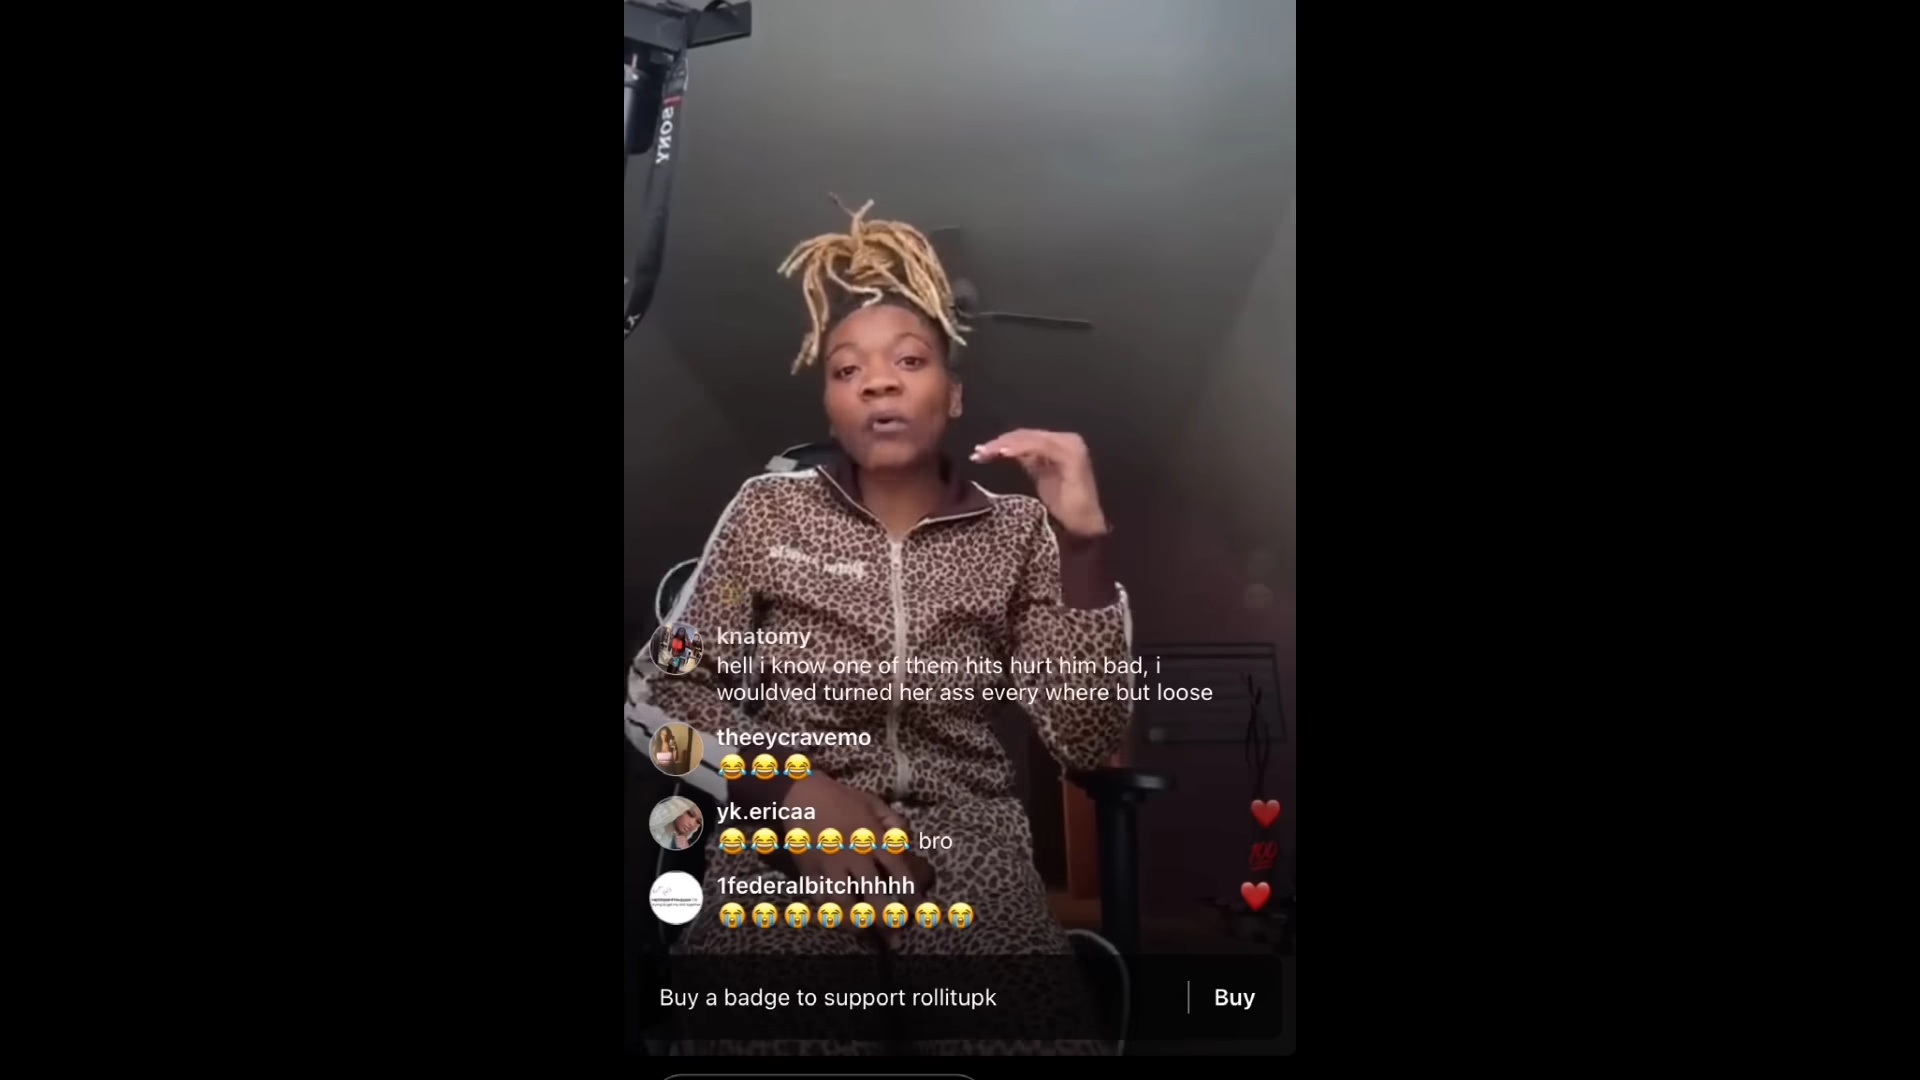 SONY
knatomy
hell i know one of them hits hurt him bad, i
wouldved turned her ass every where but loose
theeycravemo
😂😂😂
yk.ericaa
😂😂😂😂😂😂 bro
1federalbitchhhhh
😭😭😭😭😭😭😭😭
💯
Buy a badge to support rollitupk
Buy